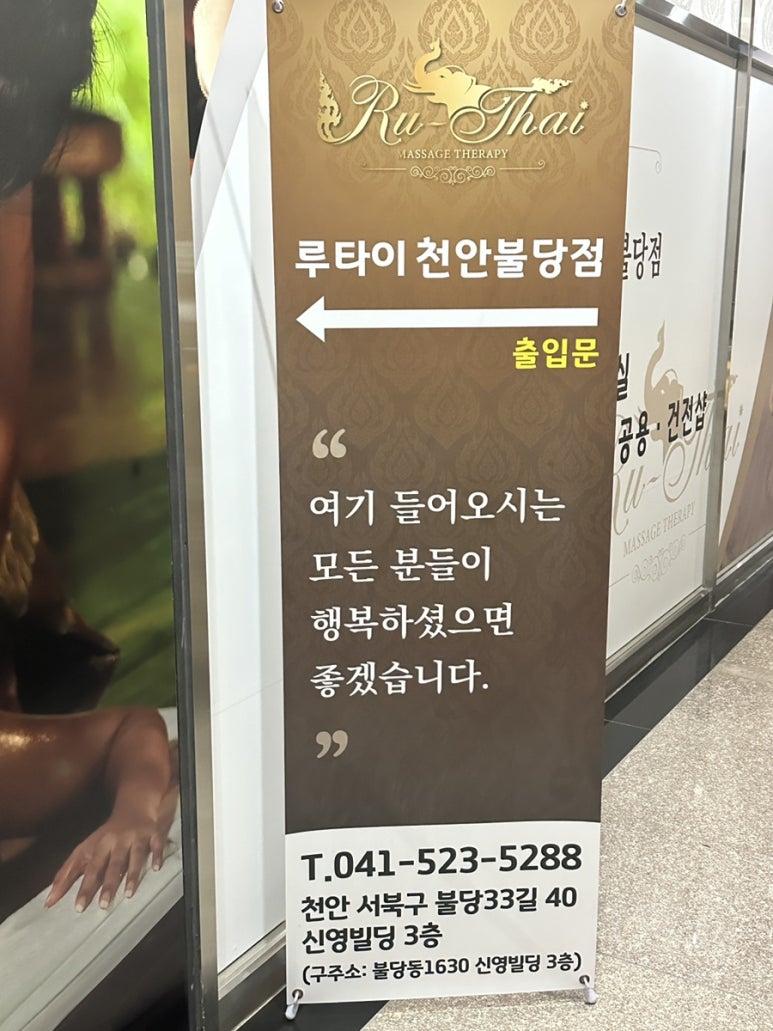 Ru-Thai
MASSAGE THERAPY
루타이 천안불당점
출입문
“
여기 들어오시는
모든 분들이
행복하셨으면
좋겠습니다.
”
T.041-523-5288
천안 서북구 불당33길 40
신영빌딩 3층
(구주소: 불당동1630 신영빌딩 3층)
불당점
실
공용·건전샵
Ru-Thai
MASSAGE THERAPY